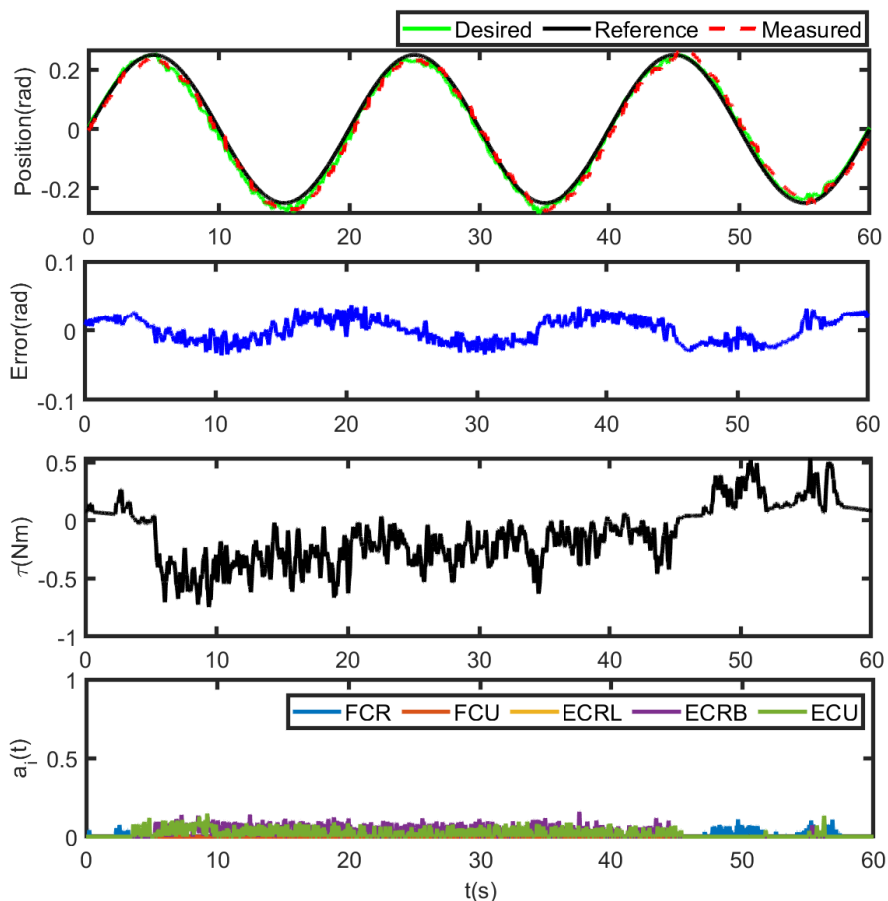 Desired Reference Measured
Position(rad)
0.2
0
-0.2
0 10 20 30 40 50 60
Error(rad)
0.1
0
-0.1
0 10 20 30 40 50 60
τ(Nm)
0.5
0
-0.5
-1
0 10 20 30 40 50 60
FCR FCU ECRL ECRB ECU
a_i(t)
1
0.5
0
0 10 20 30 40 50 60
t(s)